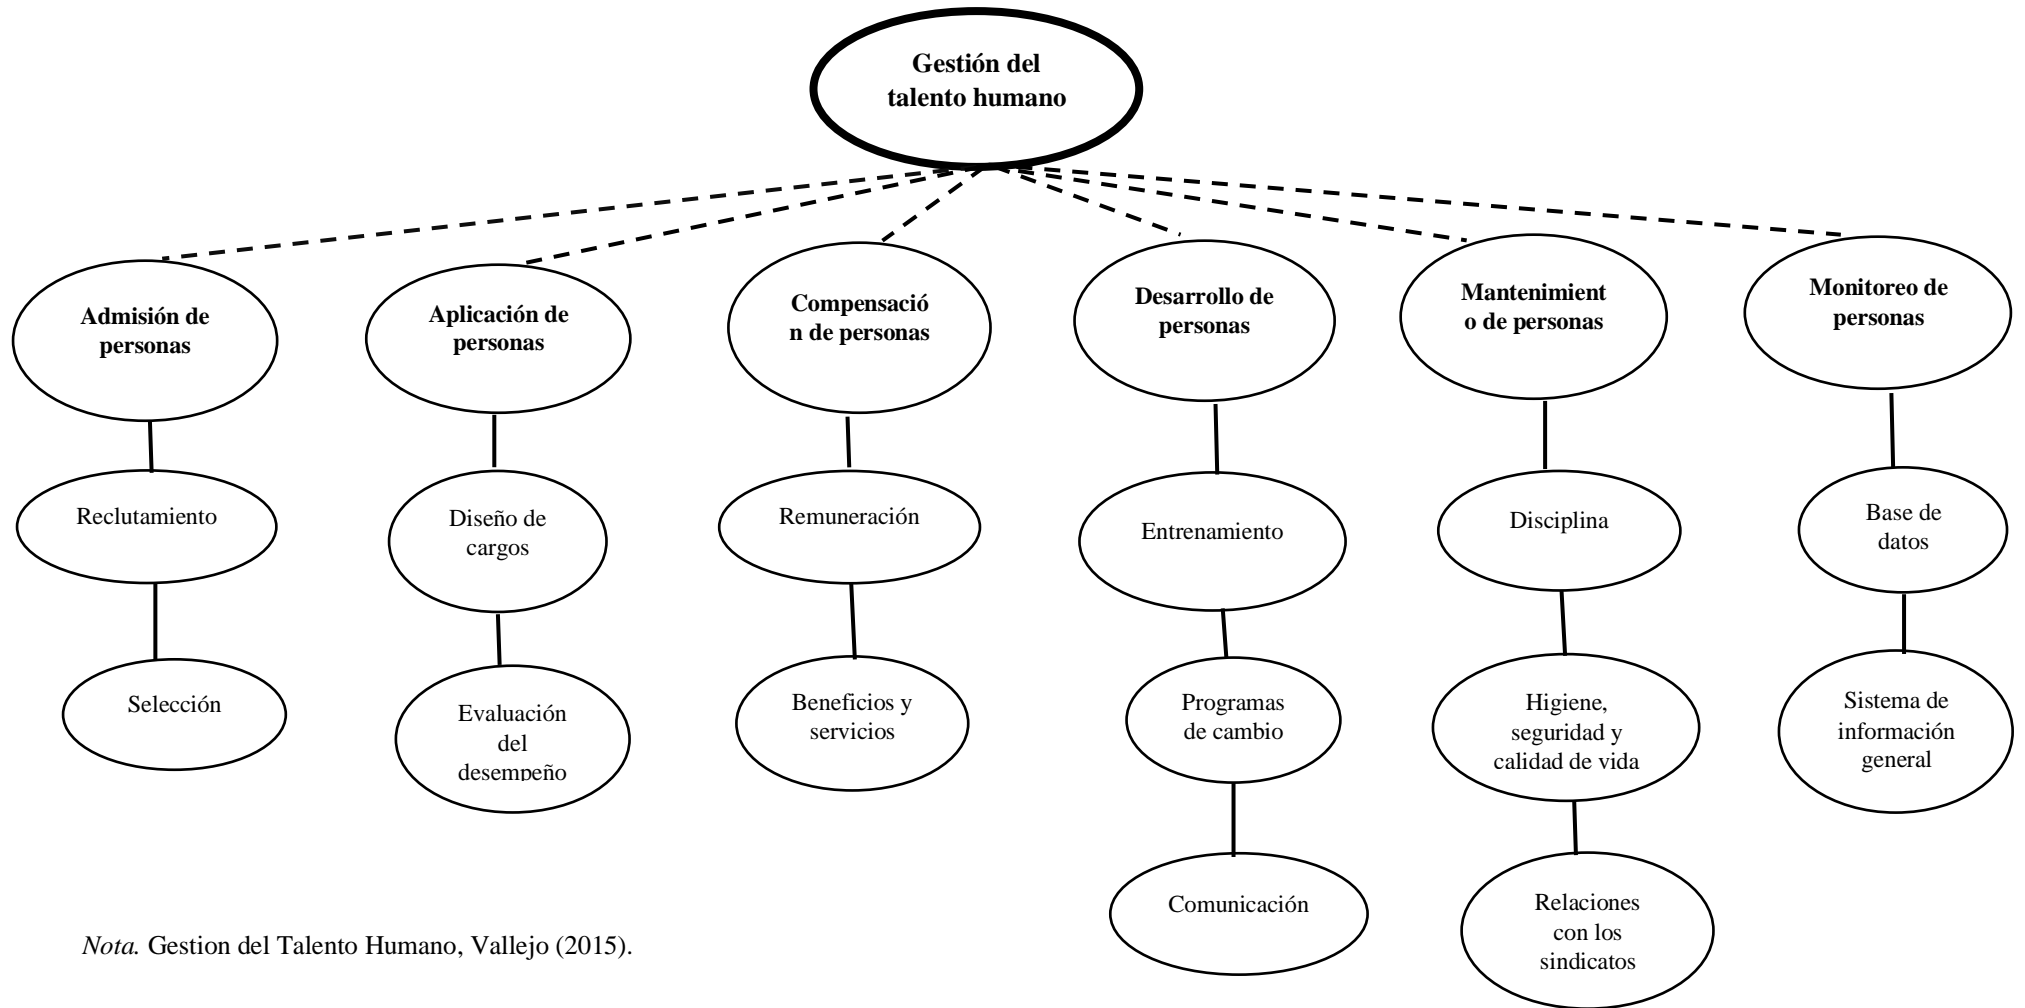 Gestión del
talento humano
Admisión de
personas
Aplicación de
personas
Compensació
n de personas
Desarrollo de
personas
Mantenimient
o de personas
Monitoreo de
personas
Reclutamiento
Diseño de
cargos
Remuneración
Entrenamiento
Disciplina
Base de
datos
Selección
Evaluación
del
desempeño
Beneficios y
servicios
Programas
de cambio
Higiene,
seguridad y
calidad de vida
Sistema de
información
general
Comunicación
Relaciones
con los
sindicatos
Nota. Gestion del Talento Humano, Vallejo (2015).